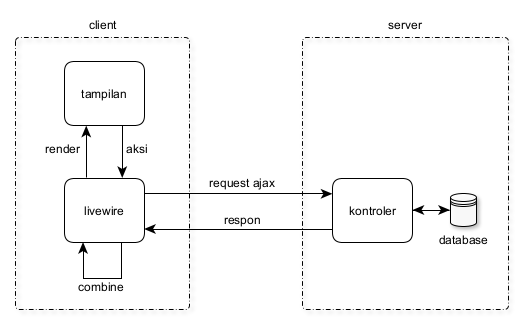 client
server
tampilan
render
aksi
request ajax
livewire
kontroler
respon
database
combine